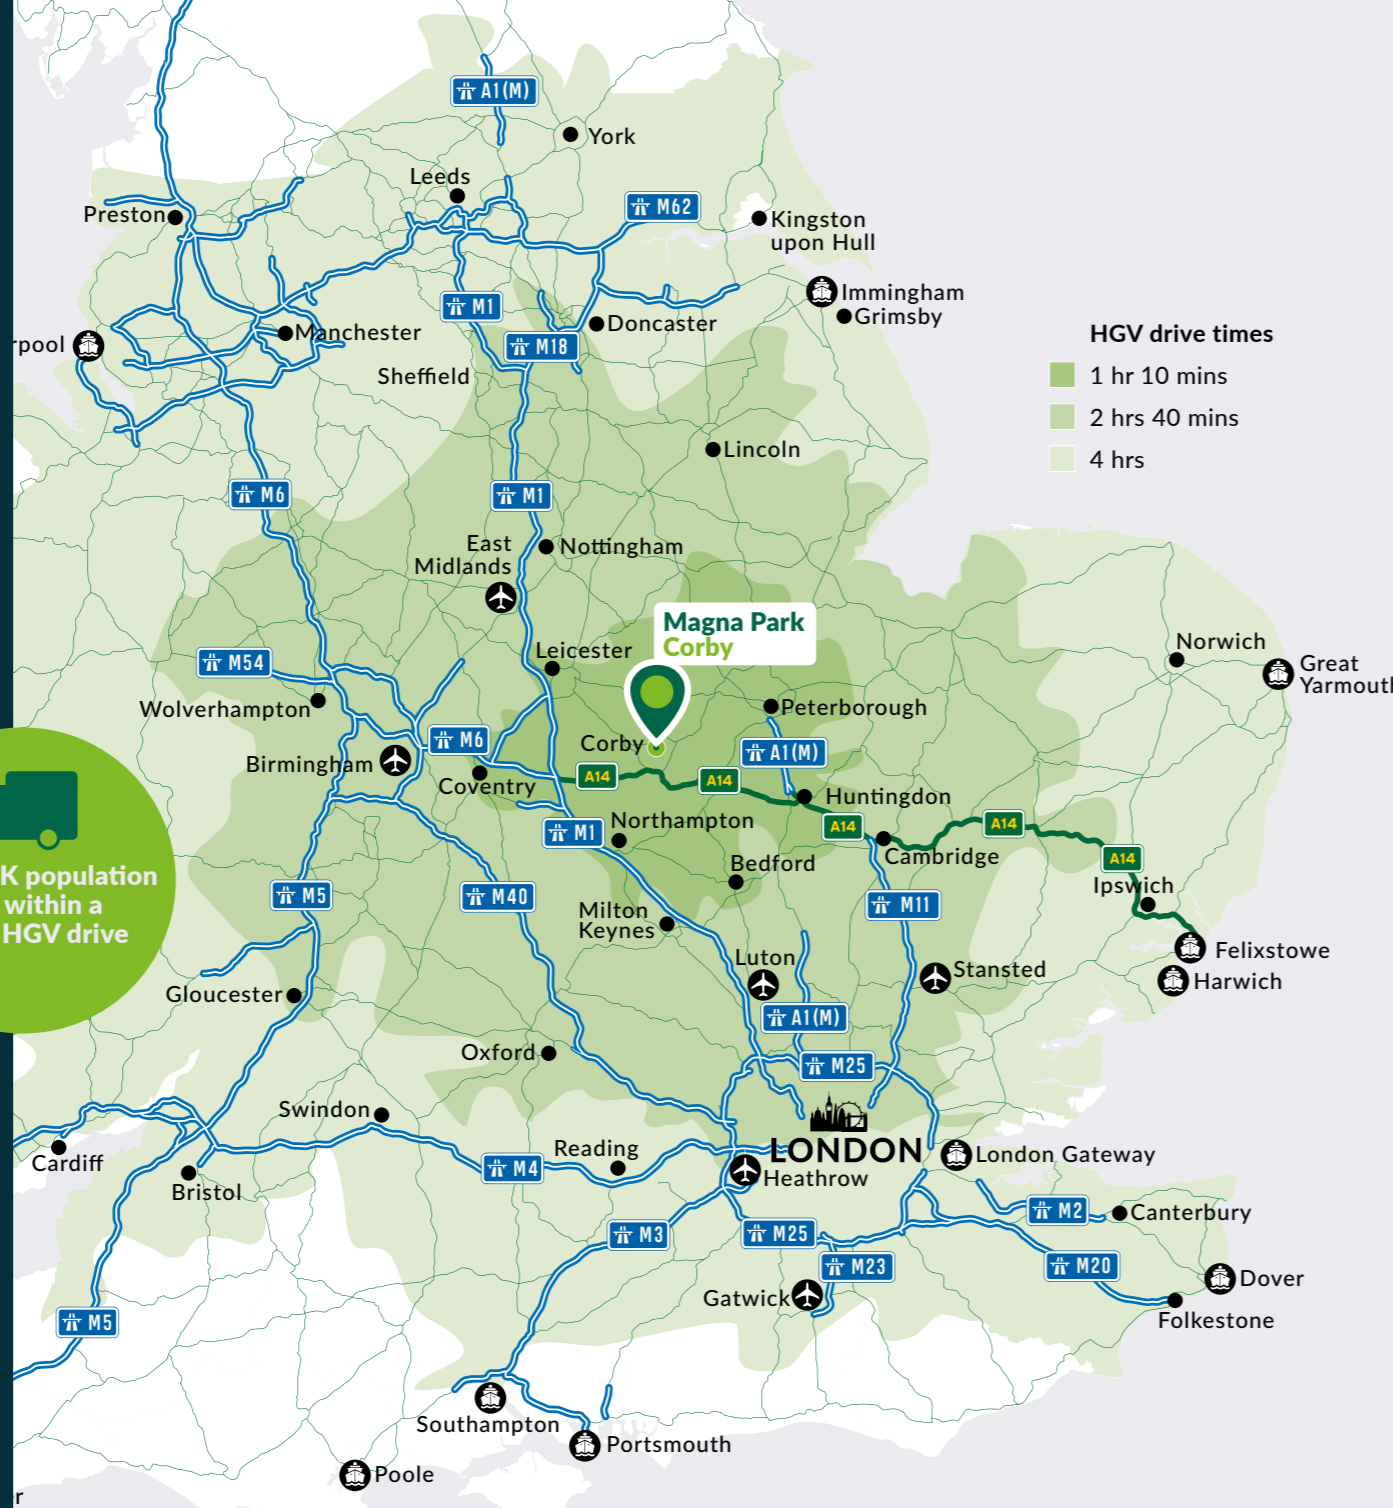 A1(M)
York
Leeds
M62
Preston
Kingston
upon Hull
Immingham
Grimsby
M1
Doncaster
Manchester
M18
rpool
Sheffield
HGV drive times
1 hr 10 mins
2 hrs 40 mins
4 hrs
Lincoln
M6
M1
East
Midlands
Nottingham
Magna Park
Corby
Leicester
Norwich
Great
Yarmouth
M54
Wolverhampton
Peterborough
M6
Corby
A1(M)
Birmingham
Coventry
A14
A14
Huntingdon
A14
A14
Northampton
M1
Cambridge
A14
Bedford
Ipswich
K population
within a
HGV drive
M5
M40
M11
Milton
Keynes
Luton
Stansted
Felixstowe
Harwich
Gloucester
A1(M)
Oxford
M25
Swindon
LONDON
Reading
London Gateway
Cardiff
M4
Heathrow
Bristol
M2
Canterbury
M3
M25
M23
M20
Dover
Gatwick
Folkestone
M5
Southampton
Portsmouth
Poole
r